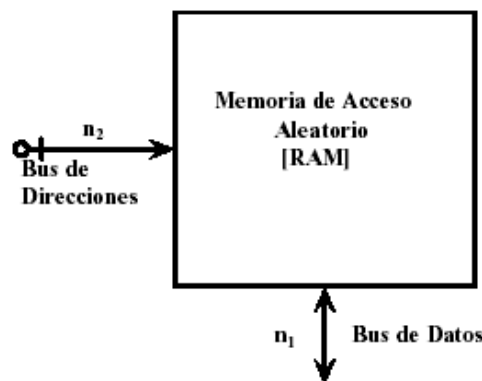 Memoria de Acceso
Aleatorio
[RAM]
n₂
Bus de
Direcciones
n₁
Bus de Datos